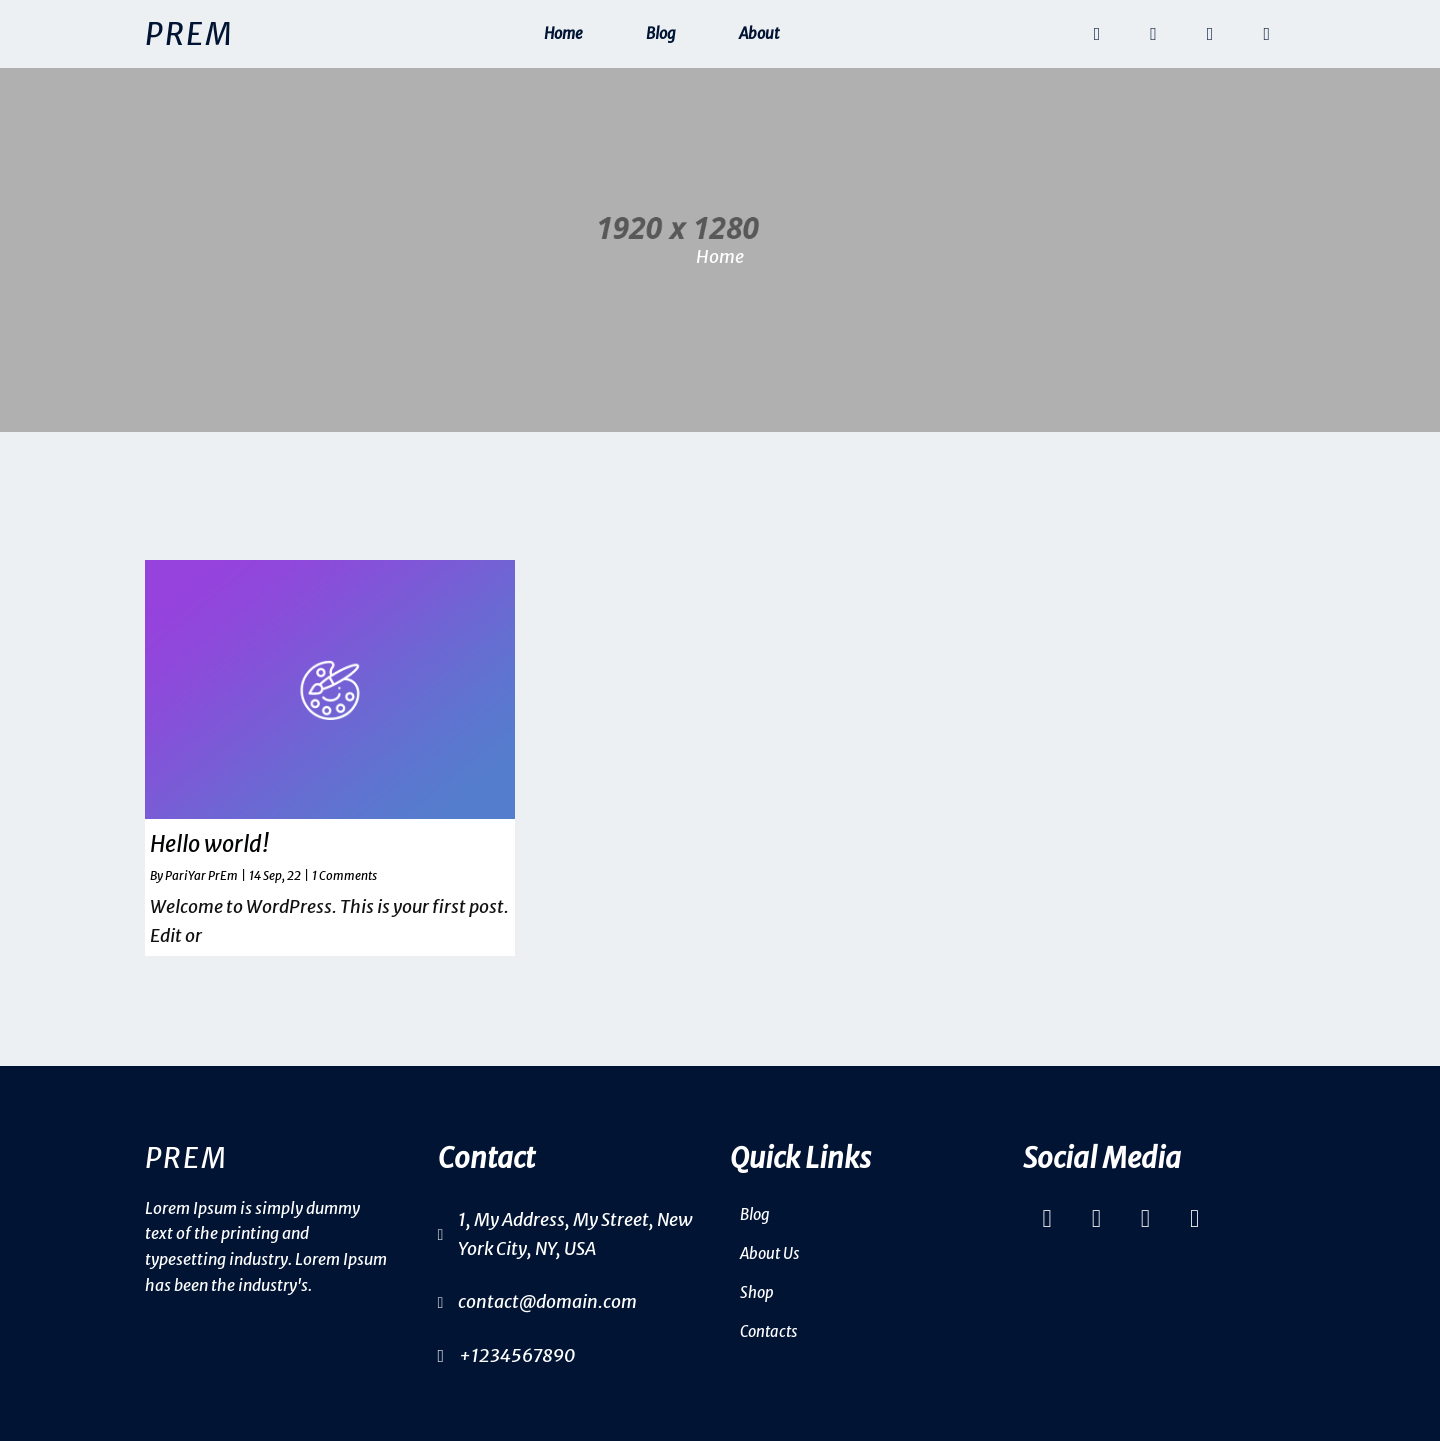 PREM
Home Blog About
1920 x 1280
Home
Hello world!
By PariYar PrEm | 14 Sep, 22 | 1 Comments
Welcome to WordPress. This is your first post.
Edit or
PREM
Lorem Ipsum is simply dummy
text of the printing and
typesetting industry. Lorem Ipsum
has been the industry's.
Contact
1, My Address, My Street, New
York City, NY, USA
contact@domain.com
+1234567890
Quick Links
Blog
About Us
Shop
Contacts
Social Media